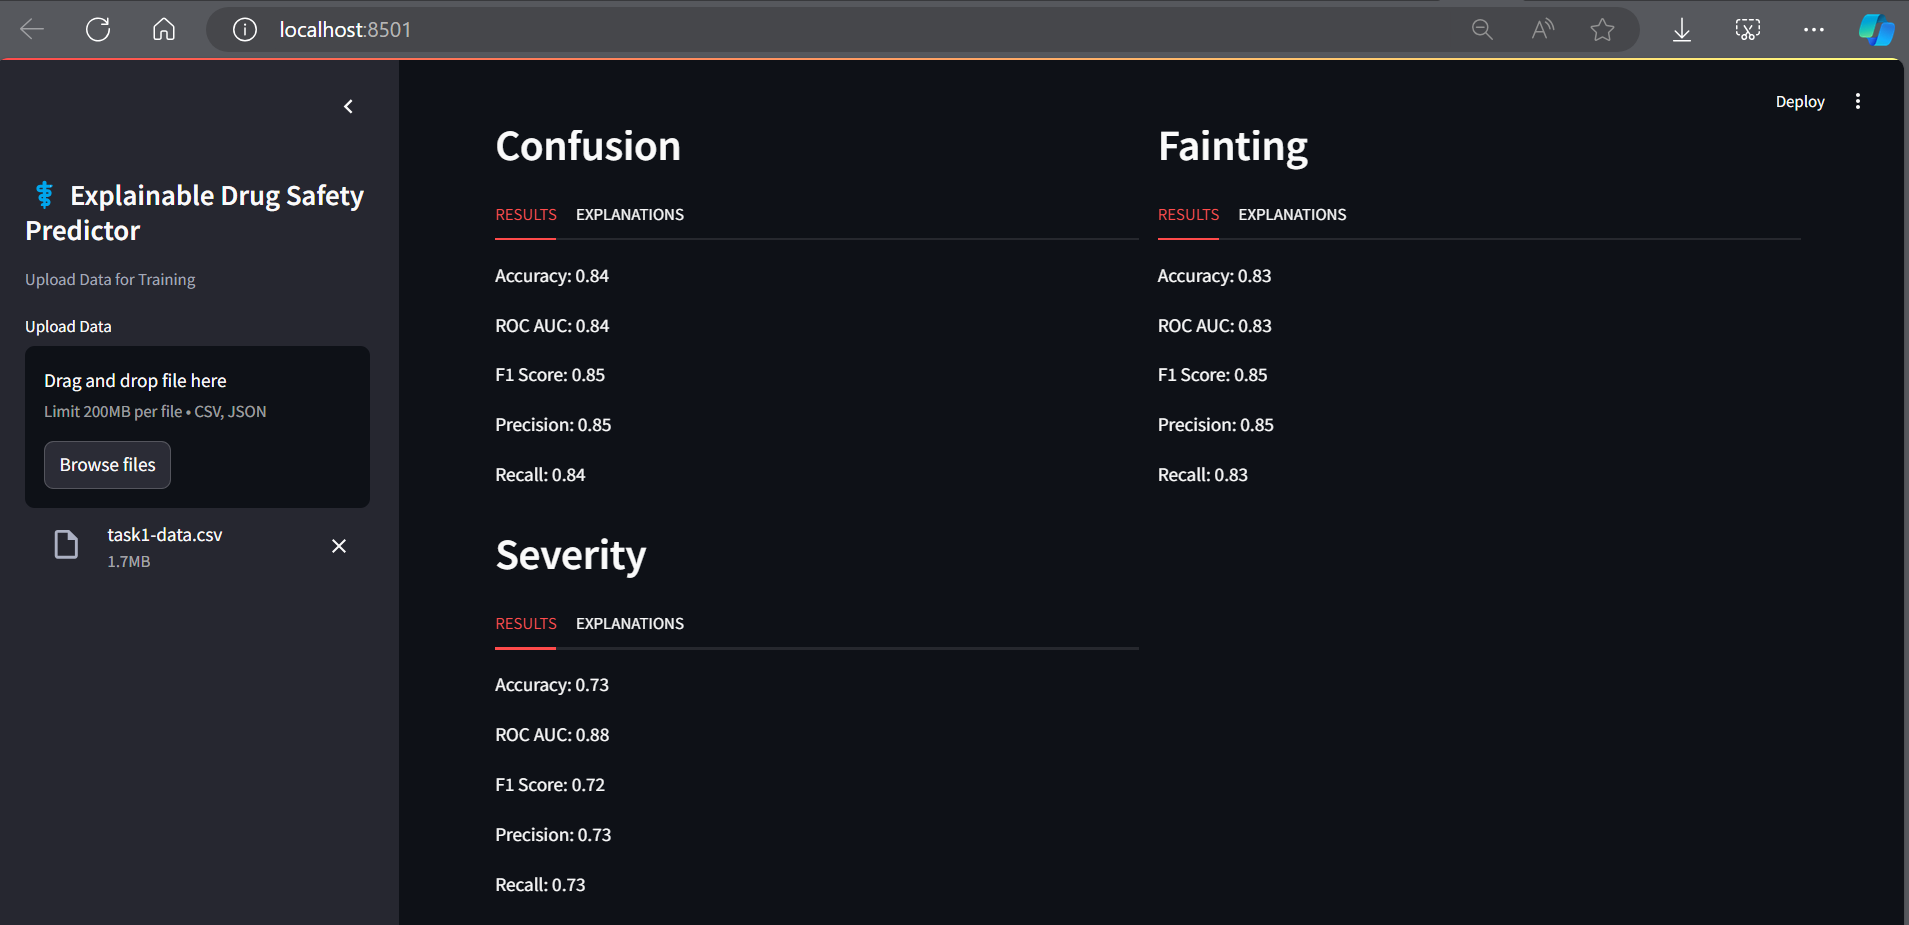 localhost:8501
Deploy
Explainable Drug Safety
Predictor
Upload Data for Training
Upload Data
Drag and drop file here
Limit 200MB per file • CSV, JSON
Browse files
task1-data.csv
1.7MB
Confusion
RESULTS EXPLANATIONS
Accuracy: 0.84
ROC AUC: 0.84
F1 Score: 0.85
Precision: 0.85
Recall: 0.84
Fainting
RESULTS EXPLANATIONS
Accuracy: 0.83
ROC AUC: 0.83
F1 Score: 0.85
Precision: 0.85
Recall: 0.83
Severity
RESULTS EXPLANATIONS
Accuracy: 0.73
ROC AUC: 0.88
F1 Score: 0.72
Precision: 0.73
Recall: 0.73